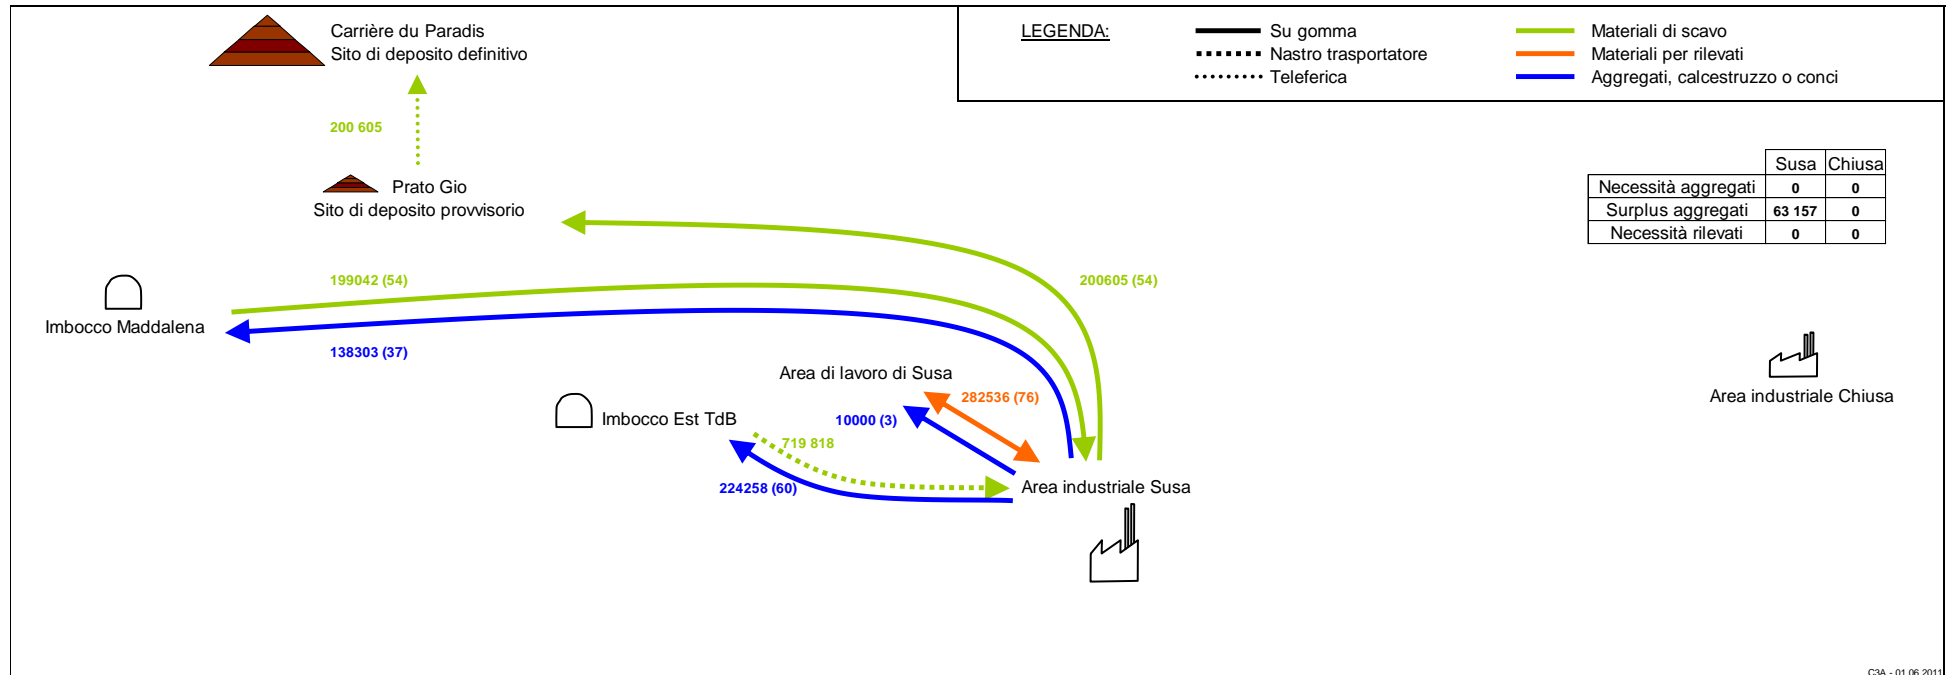 Carrière du Paradis
Sito di deposito definitivo
LEGENDA:
Su gomma
Nastro trasportatore
Teleferica
Materiali di scavo
Materiali per rilevati
Aggregati, calcestruzzo o conci
200 605
Prato Gio
Sito di deposito provvisorio
Susa Chiusa
Necessità aggregati 0 0
Surplus aggregati 63 157 0
Necessità rilevati 0 0
199042 (54)
200605 (54)
Imbocco Maddalena
138303 (37)
Area di lavoro di Susa
282536 (76)
10000 (3)
Imbocco Est TdB
719 818
224258 (60)
Area industriale Susa
Area industriale Chiusa
C3A - 01.06.2011